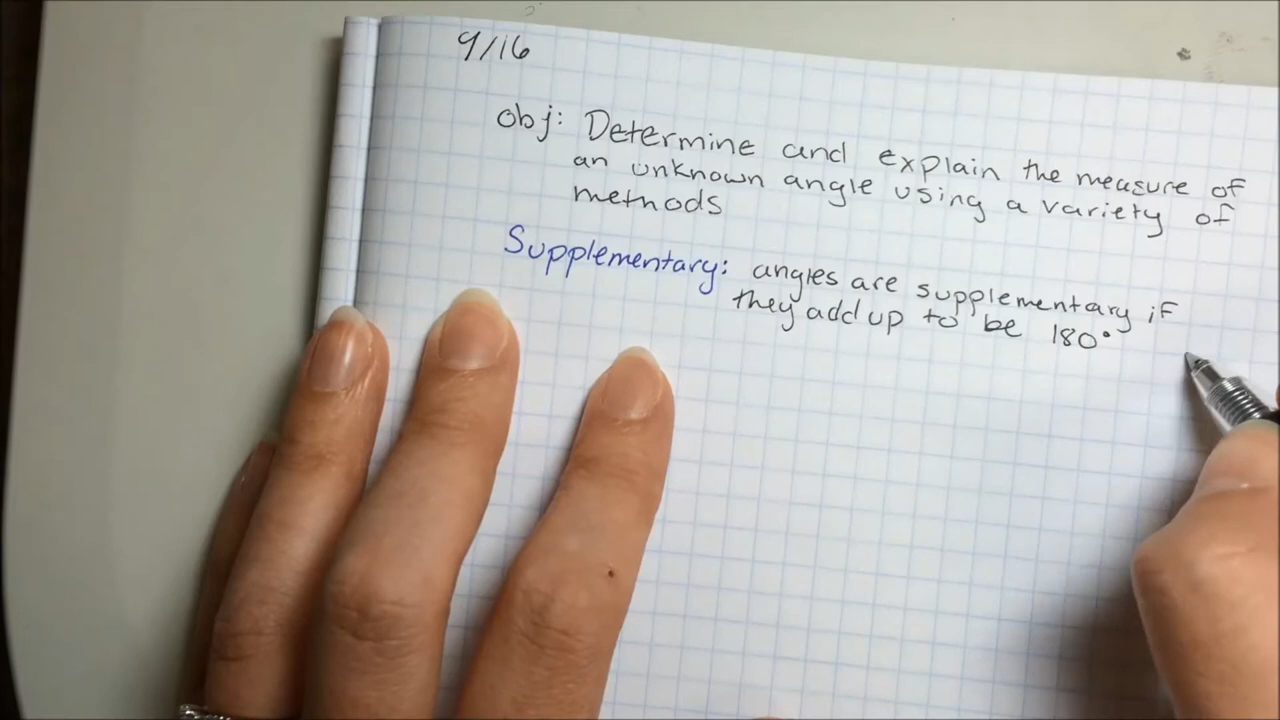 9/16
obj: Determine and explain the measure of
an unknown angle using a variety of
methods
Supplementary: angles are supplementary if
they add up to be 180°